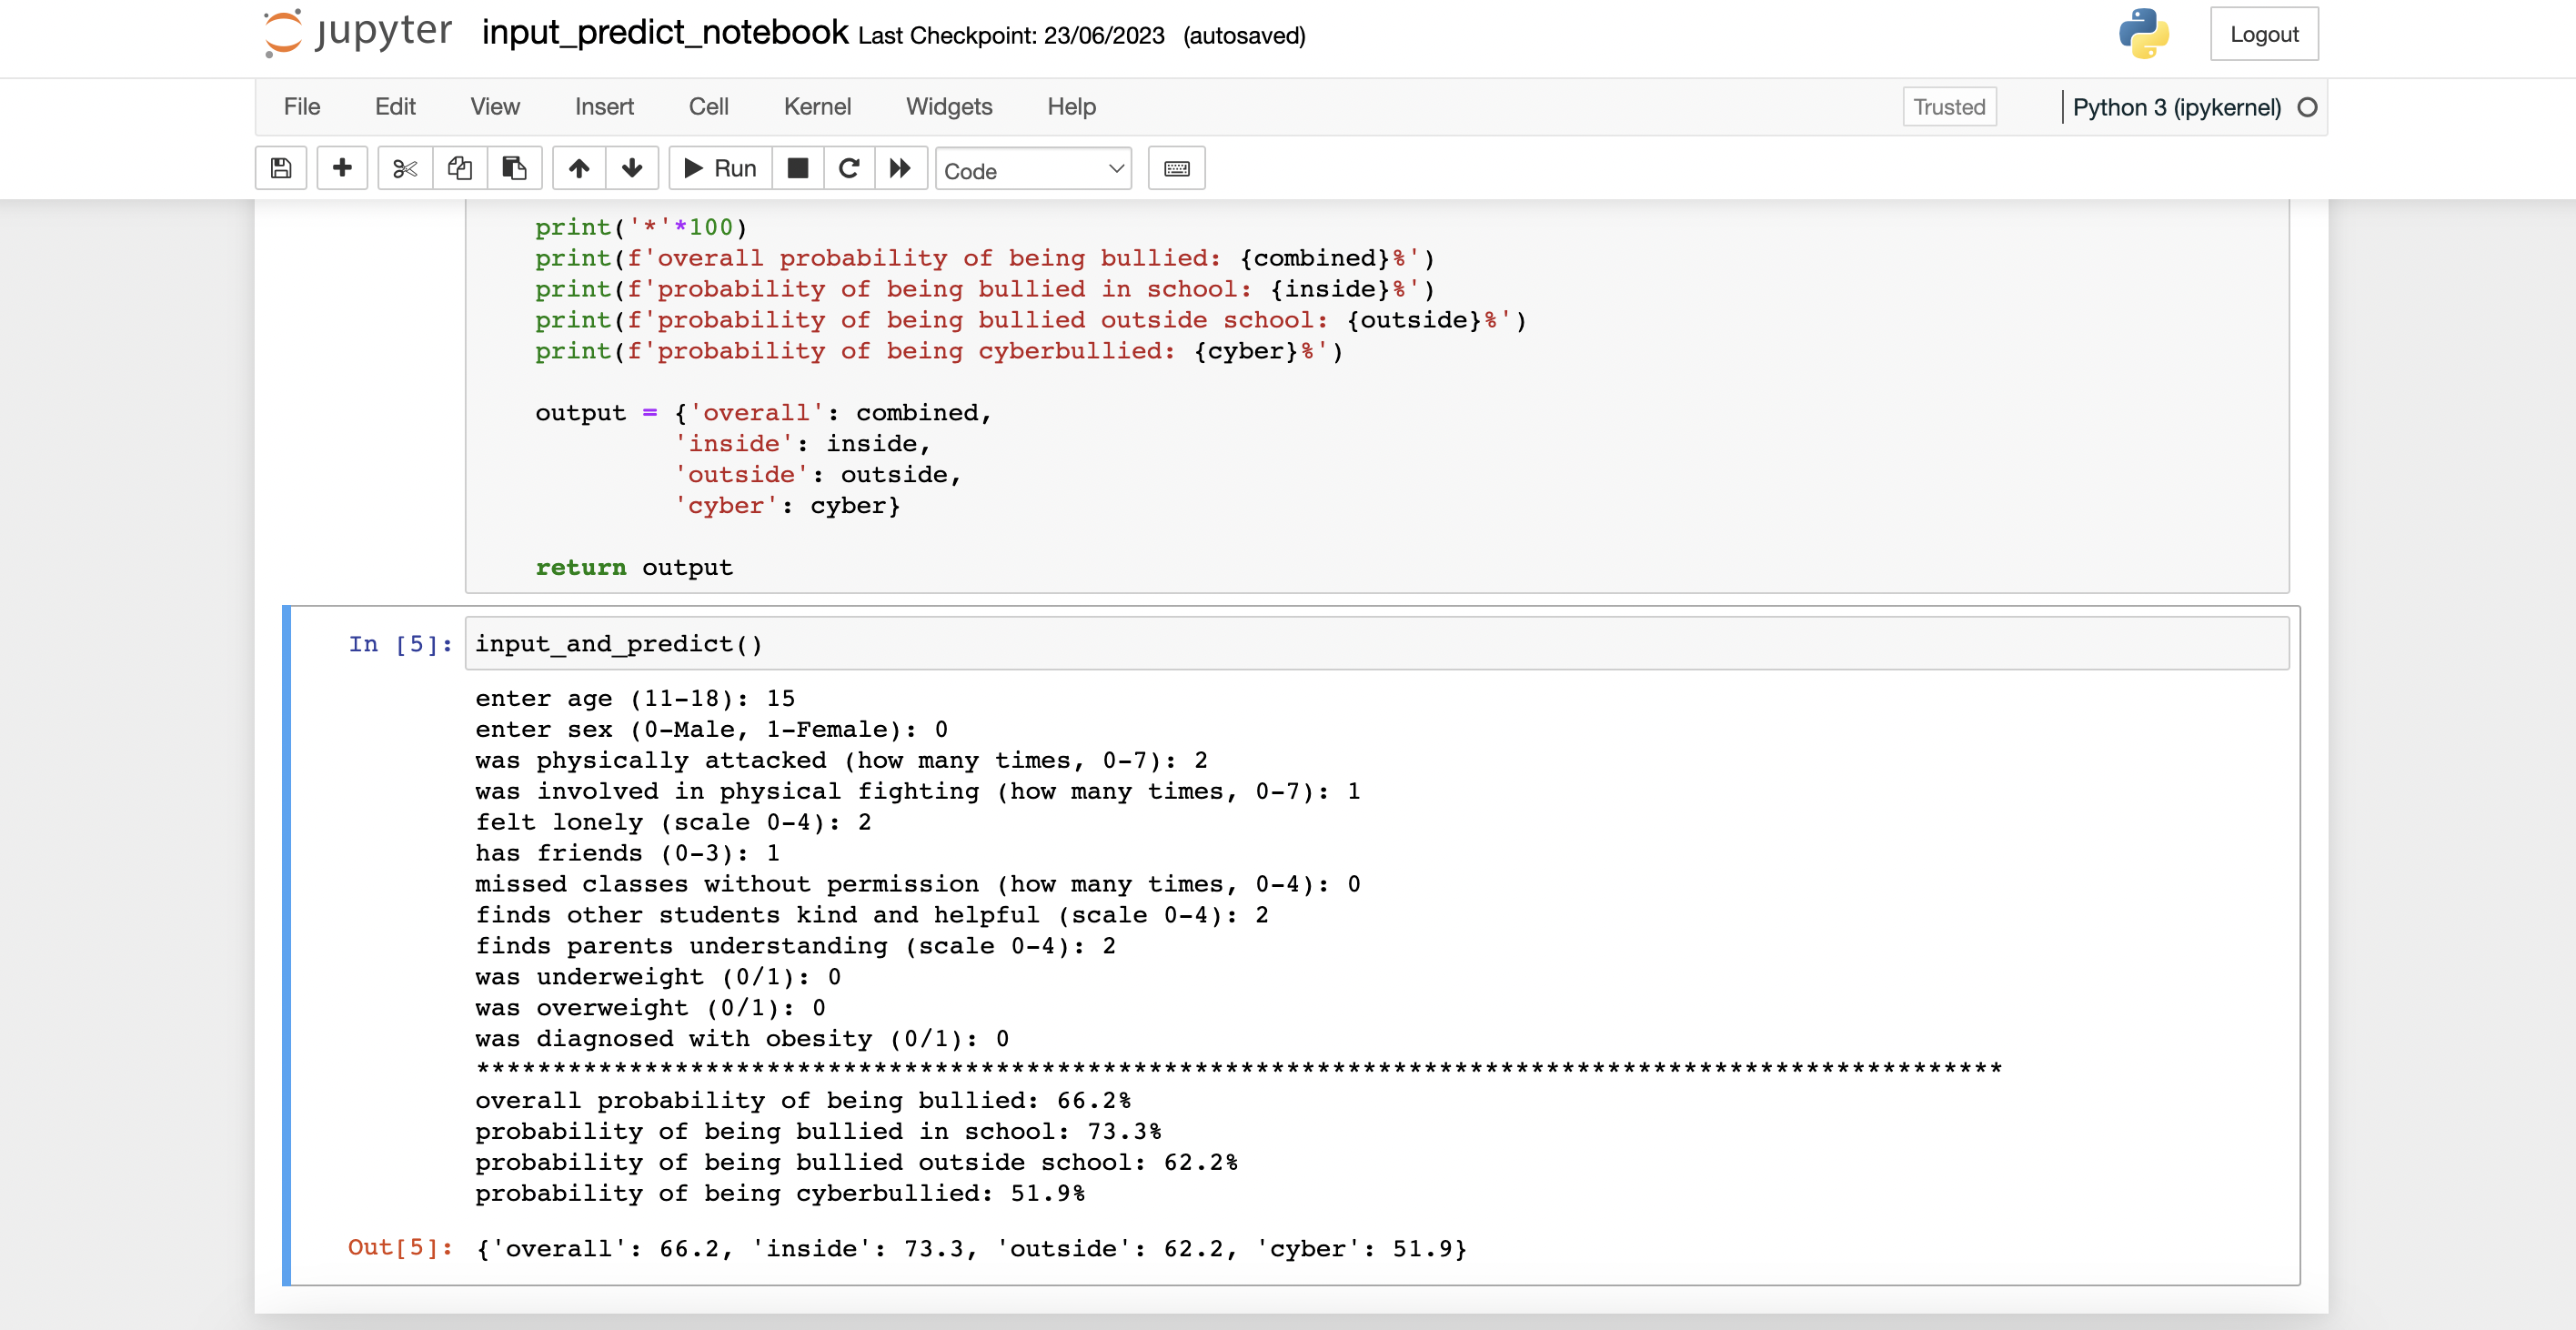 jupyter input_predict_notebook Last Checkpoint: 23/06/2023 (autosaved) Logout
File Edit View Insert Cell Kernel Widgets Help Trusted Python 3 (ipykernel)
Run Code
print('*'*100)
print(f'overall probability of being bullied: {combined}%')
print(f'probability of being bullied in school: {inside}%')
print(f'probability of being bullied outside school: {outside}%')
print(f'probability of being cyberbullied: {cyber}%')
output = {'overall': combined,
'inside': inside,
'outside': outside,
'cyber': cyber}
return output
In [5]: input_and_predict()
enter age (11-18): 15
enter sex (0-Male, 1-Female): 0
was physically attacked (how many times, 0-7): 2
was involved in physical fighting (how many times, 0-7): 1
felt lonely (scale 0-4): 2
has friends (0-3): 1
missed classes without permission (how many times, 0-4): 0
finds other students kind and helpful (scale 0-4): 2
finds parents understanding (scale 0-4): 2
was underweight (0/1): 0
was overweight (0/1): 0
was diagnosed with obesity (0/1): 0
****************************************************************************************************
overall probability of being bullied: 66.2%
probability of being bullied in school: 73.3%
probability of being bullied outside school: 62.2%
probability of being cyberbullied: 51.9%
Out[5]: {'overall': 66.2, 'inside': 73.3, 'outside': 62.2, 'cyber': 51.9}